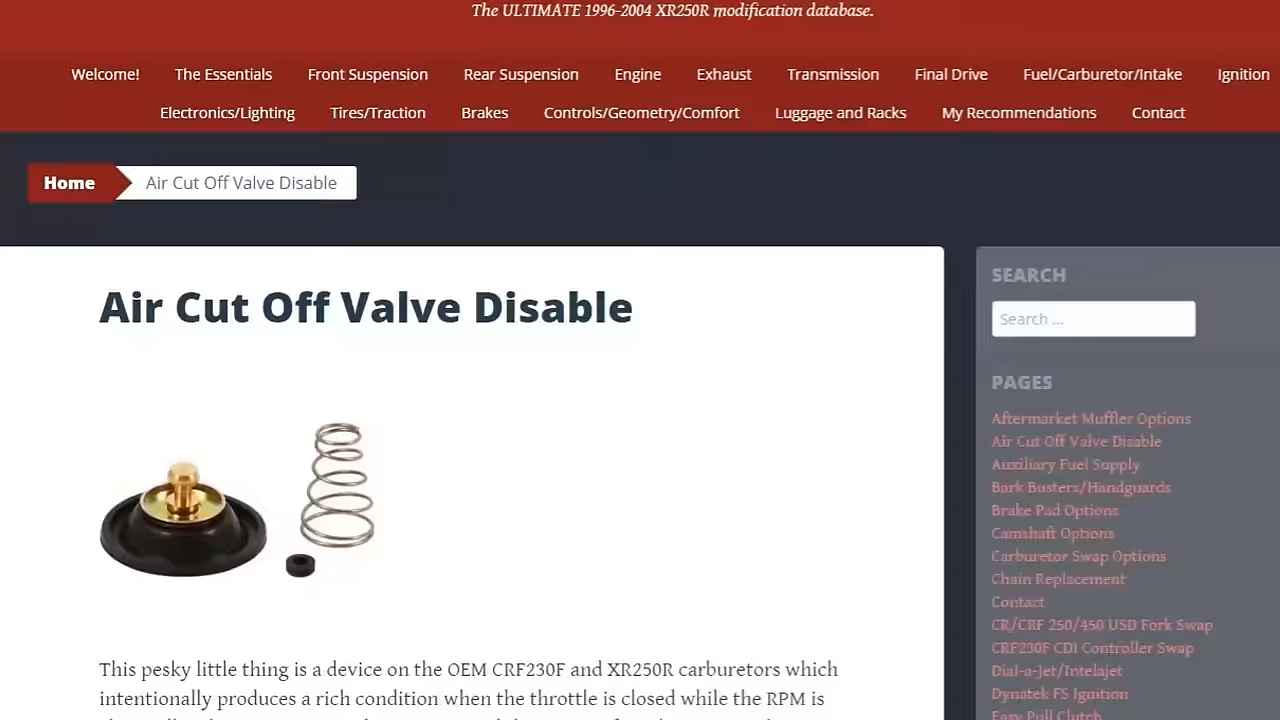 The ULTIMATE 1996-2004 XR250R modification database.
Welcome! The Essentials Front Suspension Rear Suspension Engine Exhaust Transmission Final Drive Fuel/Carburetor/Intake Ignition
Electronics/Lighting Tires/Traction Brakes Controls/Geometry/Comfort Luggage and Racks My Recommendations Contact
Home Air Cut Off Valve Disable
Air Cut Off Valve Disable
This pesky little thing is a device on the OEM CRF230F and XR250R carburetors which
intentionally produces a rich condition when the throttle is closed while the RPM is
SEARCH
Search ...
PAGES
Aftermarket Muffler Options
Air Cut Off Valve Disable
Auxiliary Fuel Supply
Bark Busters/Handguards
Brake Pad Options
Camshaft Options
Carburetor Swap Options
Chain Replacement
Contact
CR/CRF 250/450 USD Fork Swap
CRF230F CDI Controller Swap
Dial-a-Jet/Intelajet
Dynatek FS Ignition
Easy Pull Clutch